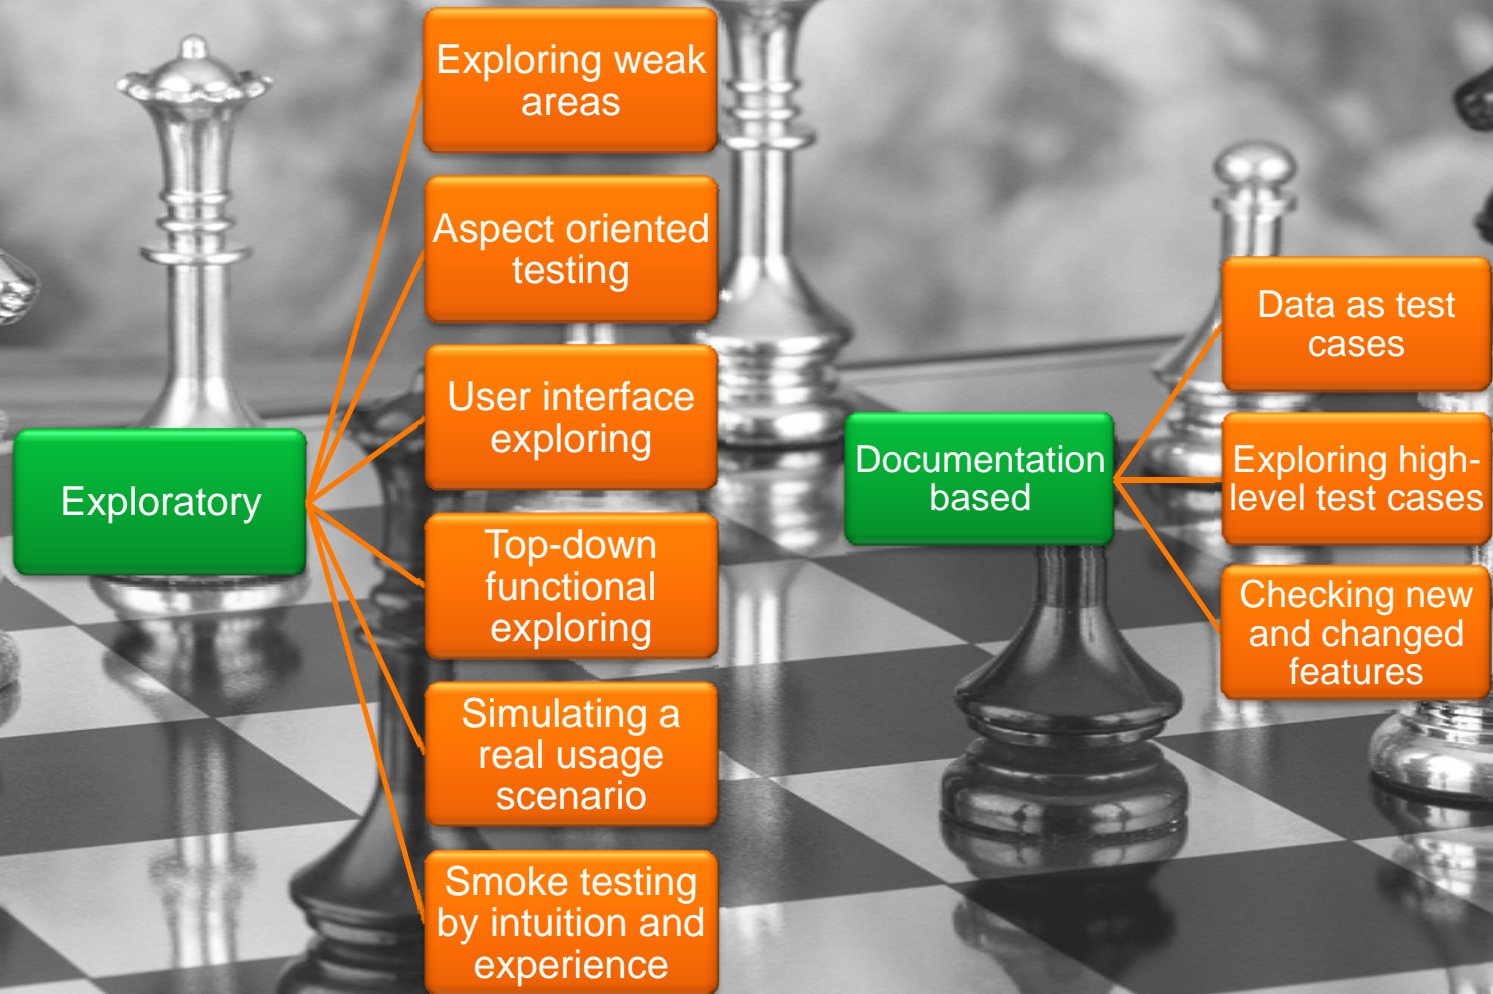 Exploratory
Exploring weak
areas
Aspect oriented
testing
User interface
exploring
Top-down
functional
exploring
Simulating a
real usage
scenario
Smoke testing
by intuition and
experience
Documentation
based
Data as test
cases
Exploring high-
level test cases
Checking new
and changed
features